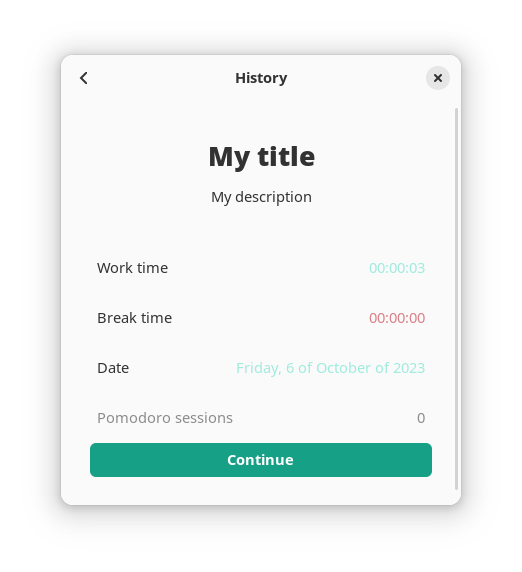 History
My title
My description
Work time 00:00:03
Break time 00:00:00
Date Friday, 6 of October of 2023
Pomodoro sessions 0
Continue